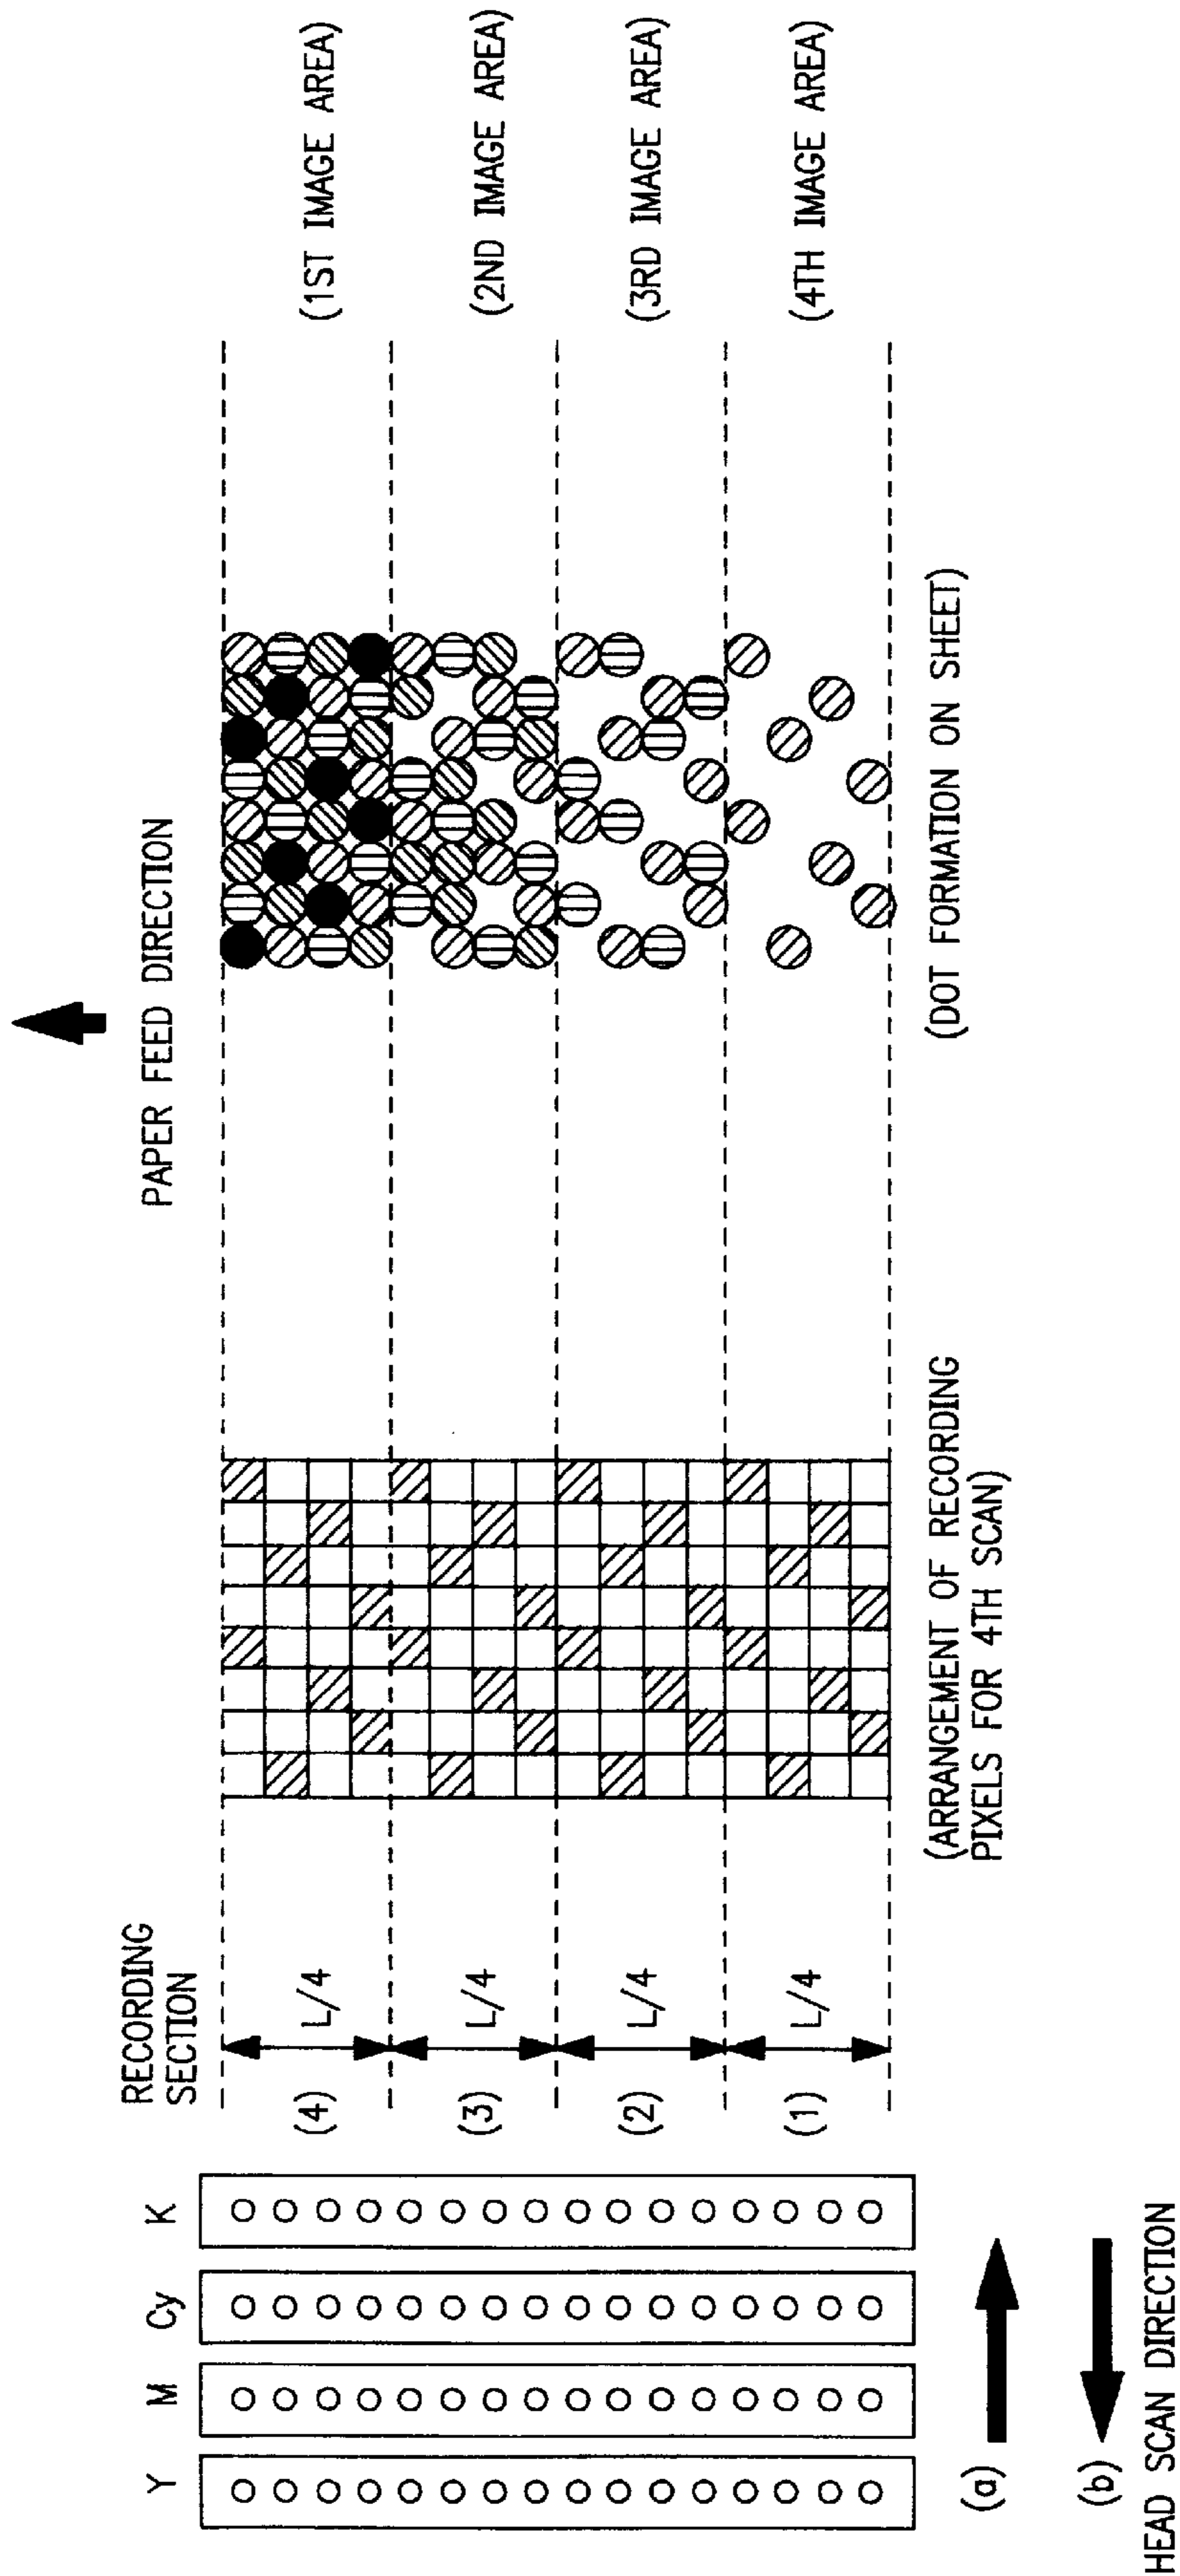 PAPER FEED DIRECTION
RECORDING
SECTION
Y
M
Cy
K
(4)
L/4
(1ST IMAGE AREA)
(3)
L/4
(2ND IMAGE AREA)
(2)
L/4
(3RD IMAGE AREA)
(1)
L/4
(4TH IMAGE AREA)
(ARRANGEMENT OF RECORDING
PIXELS FOR 4TH SCAN)
(DOT FORMATION ON SHEET)
(a)
(b)
HEAD SCAN DIRECTION